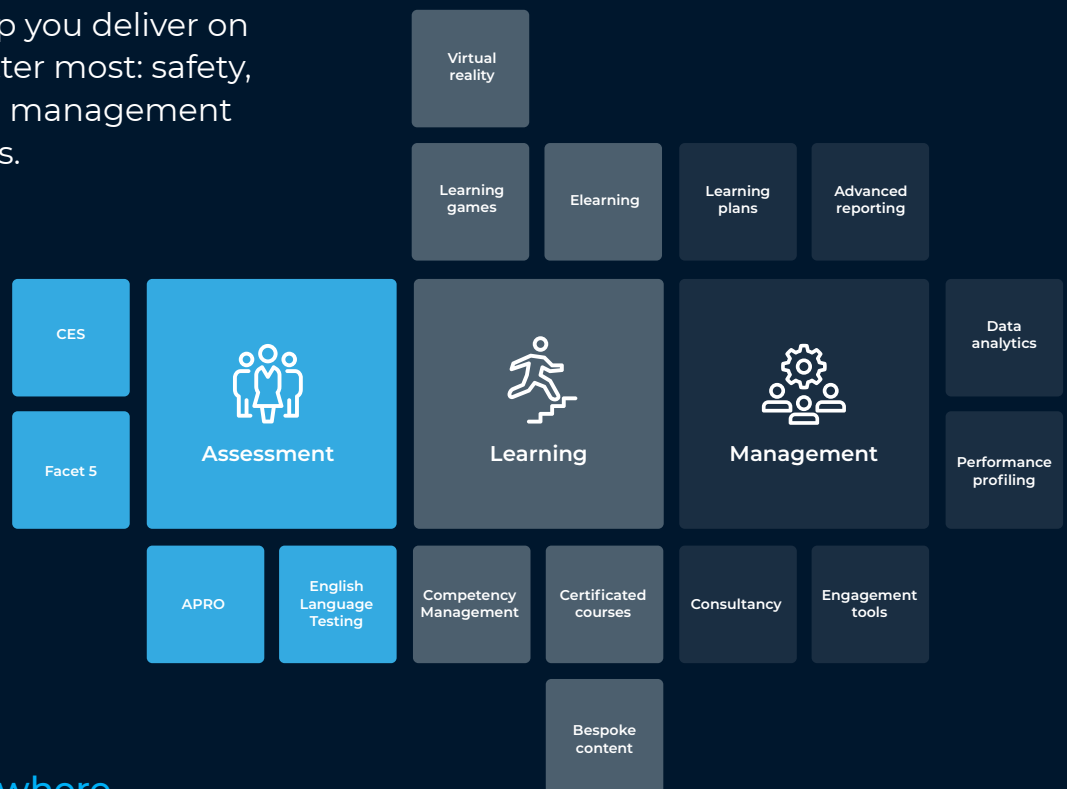 p you deliver on
ter most: safety,
management
s.
Virtual
reality
Learning
games
Elearning
Learning
plans
Advanced
reporting
CES
Facet 5
Assessment
Learning
Management
Data
analytics
Performance
profiling
APRO
English
Language
Testing
Competency
Management
Certificated
courses
Consultancy
Engagement
tools
Bespoke
content
where